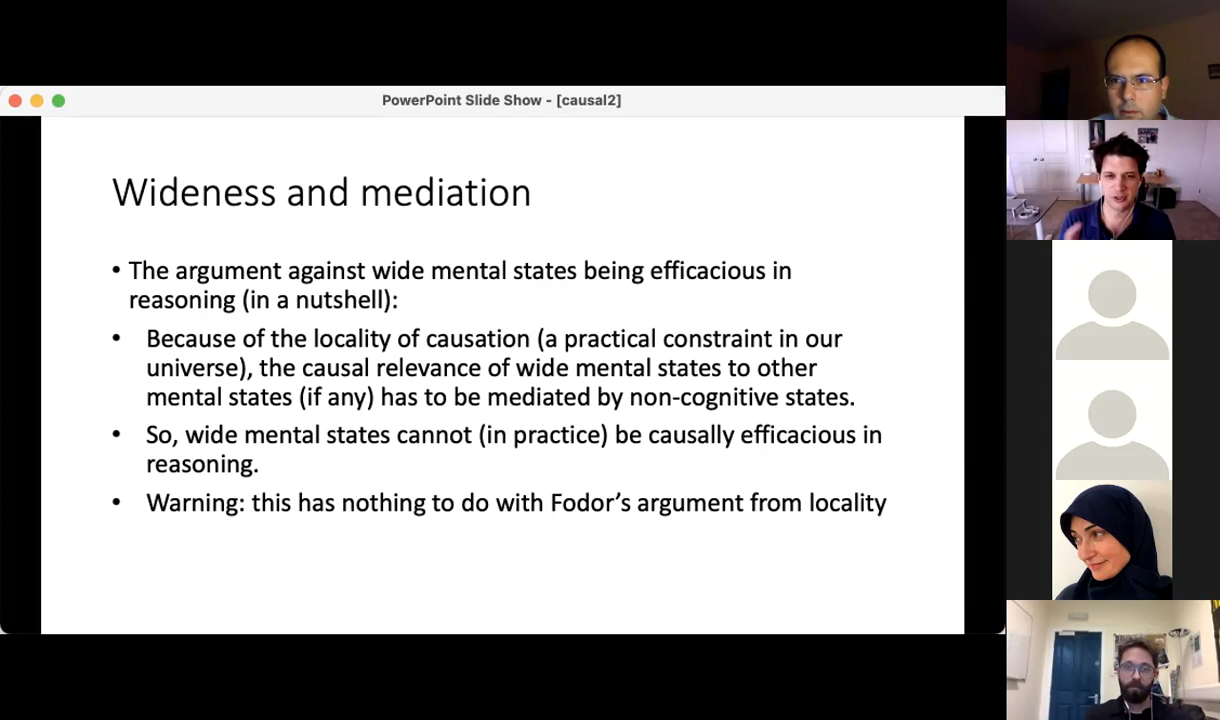 PowerPoint Slide Show - [causal2]
Wideness and mediation
• The argument against wide mental states being efficacious in
reasoning (in a nutshell):
• Because of the locality of causation (a practical constraint in our
universe), the causal relevance of wide mental states to other
mental states (if any) has to be mediated by non-cognitive states.
• So, wide mental states cannot (in practice) be causally efficacious in
reasoning.
• Warning: this has nothing to do with Fodor’s argument from locality